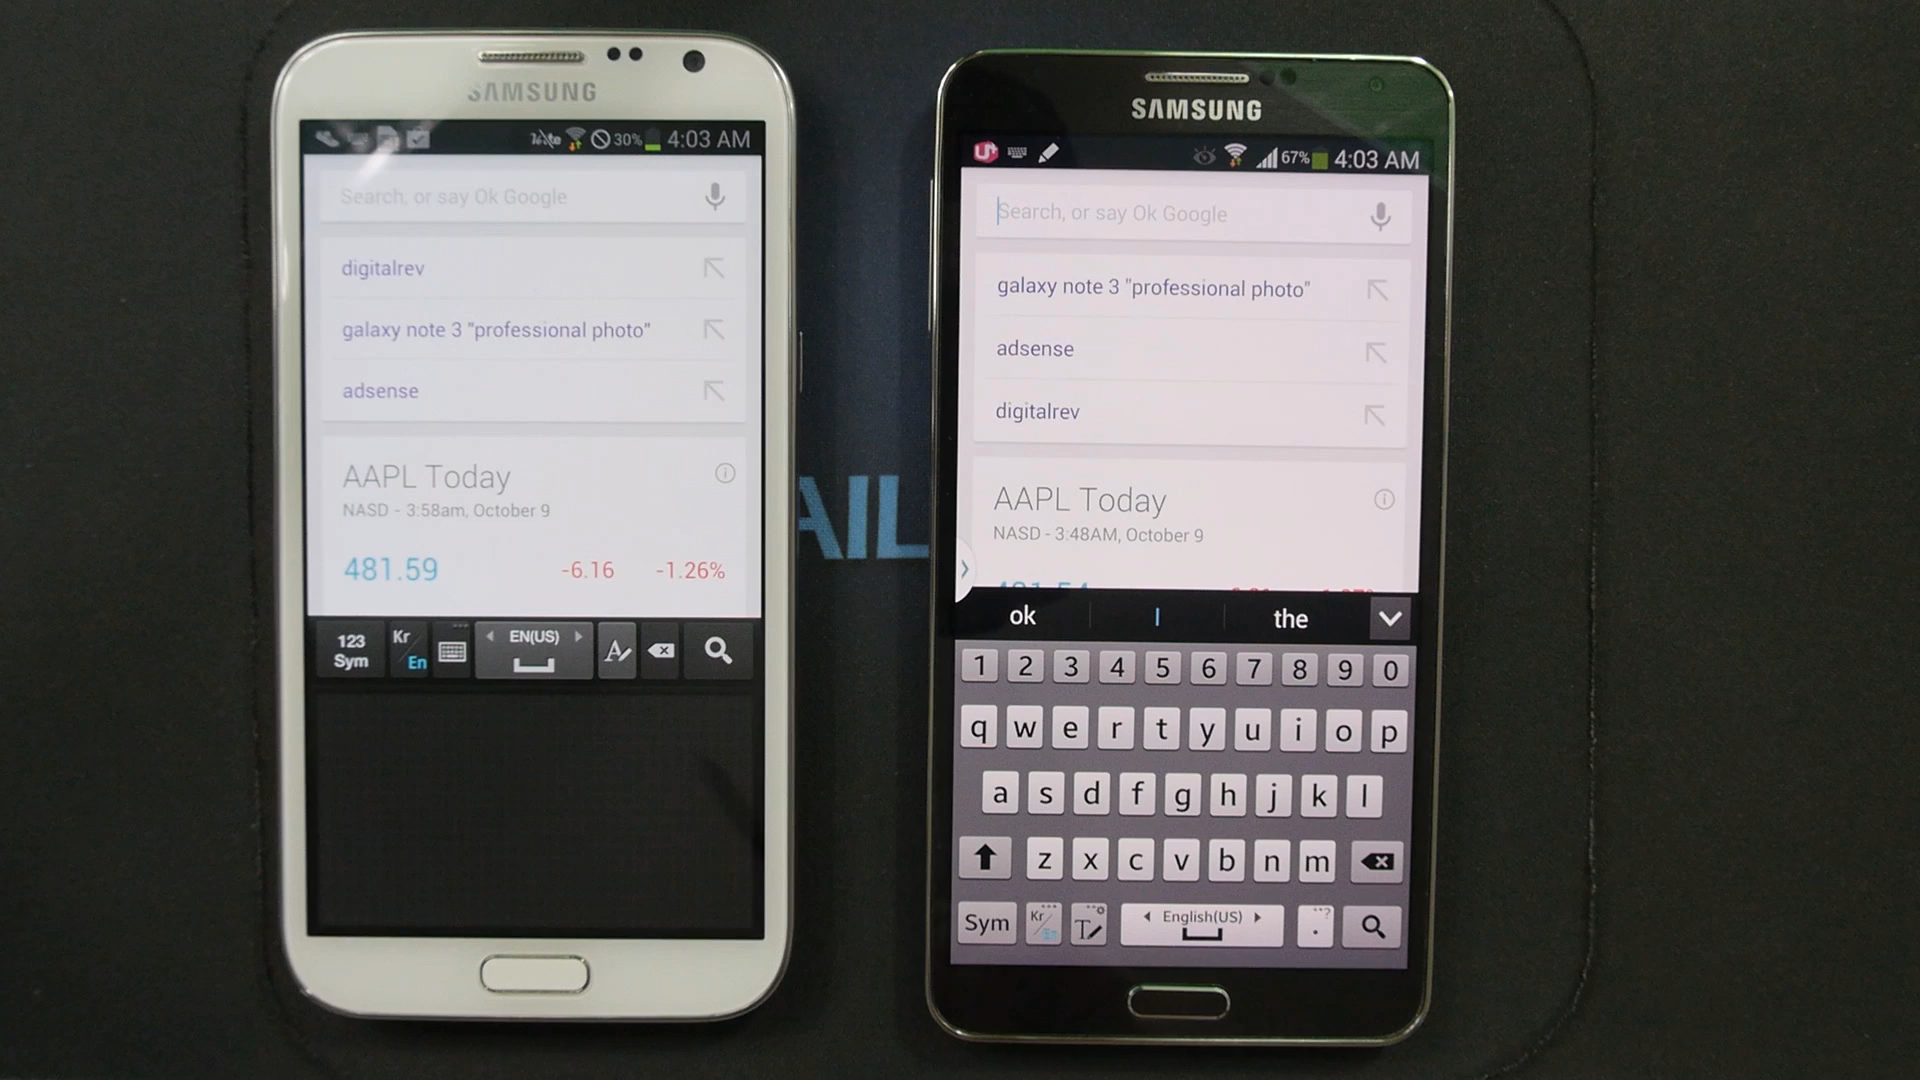 SAMSUNG
30% 4:03 AM
Search, or say Ok Google
digitalrev
galaxy note 3 "professional photo"
adsense
AAPL Today
NASD - 3:58am, October 9
481.59 -6.16 -1.26%
123
Sym
Kr
En
EN(US)
AIL
SAMSUNG
U+ 67% 4:03 AM
Search, or say Ok Google
galaxy note 3 "professional photo"
adsense
digitalrev
AAPL Today
NASD - 3:48AM, October 9
ok I the
1 2 3 4 5 6 7 8 9 0
q w e r t y u i o p
a s d f g h j k l
z x c v b n m
Sym Kr En T English(US) .